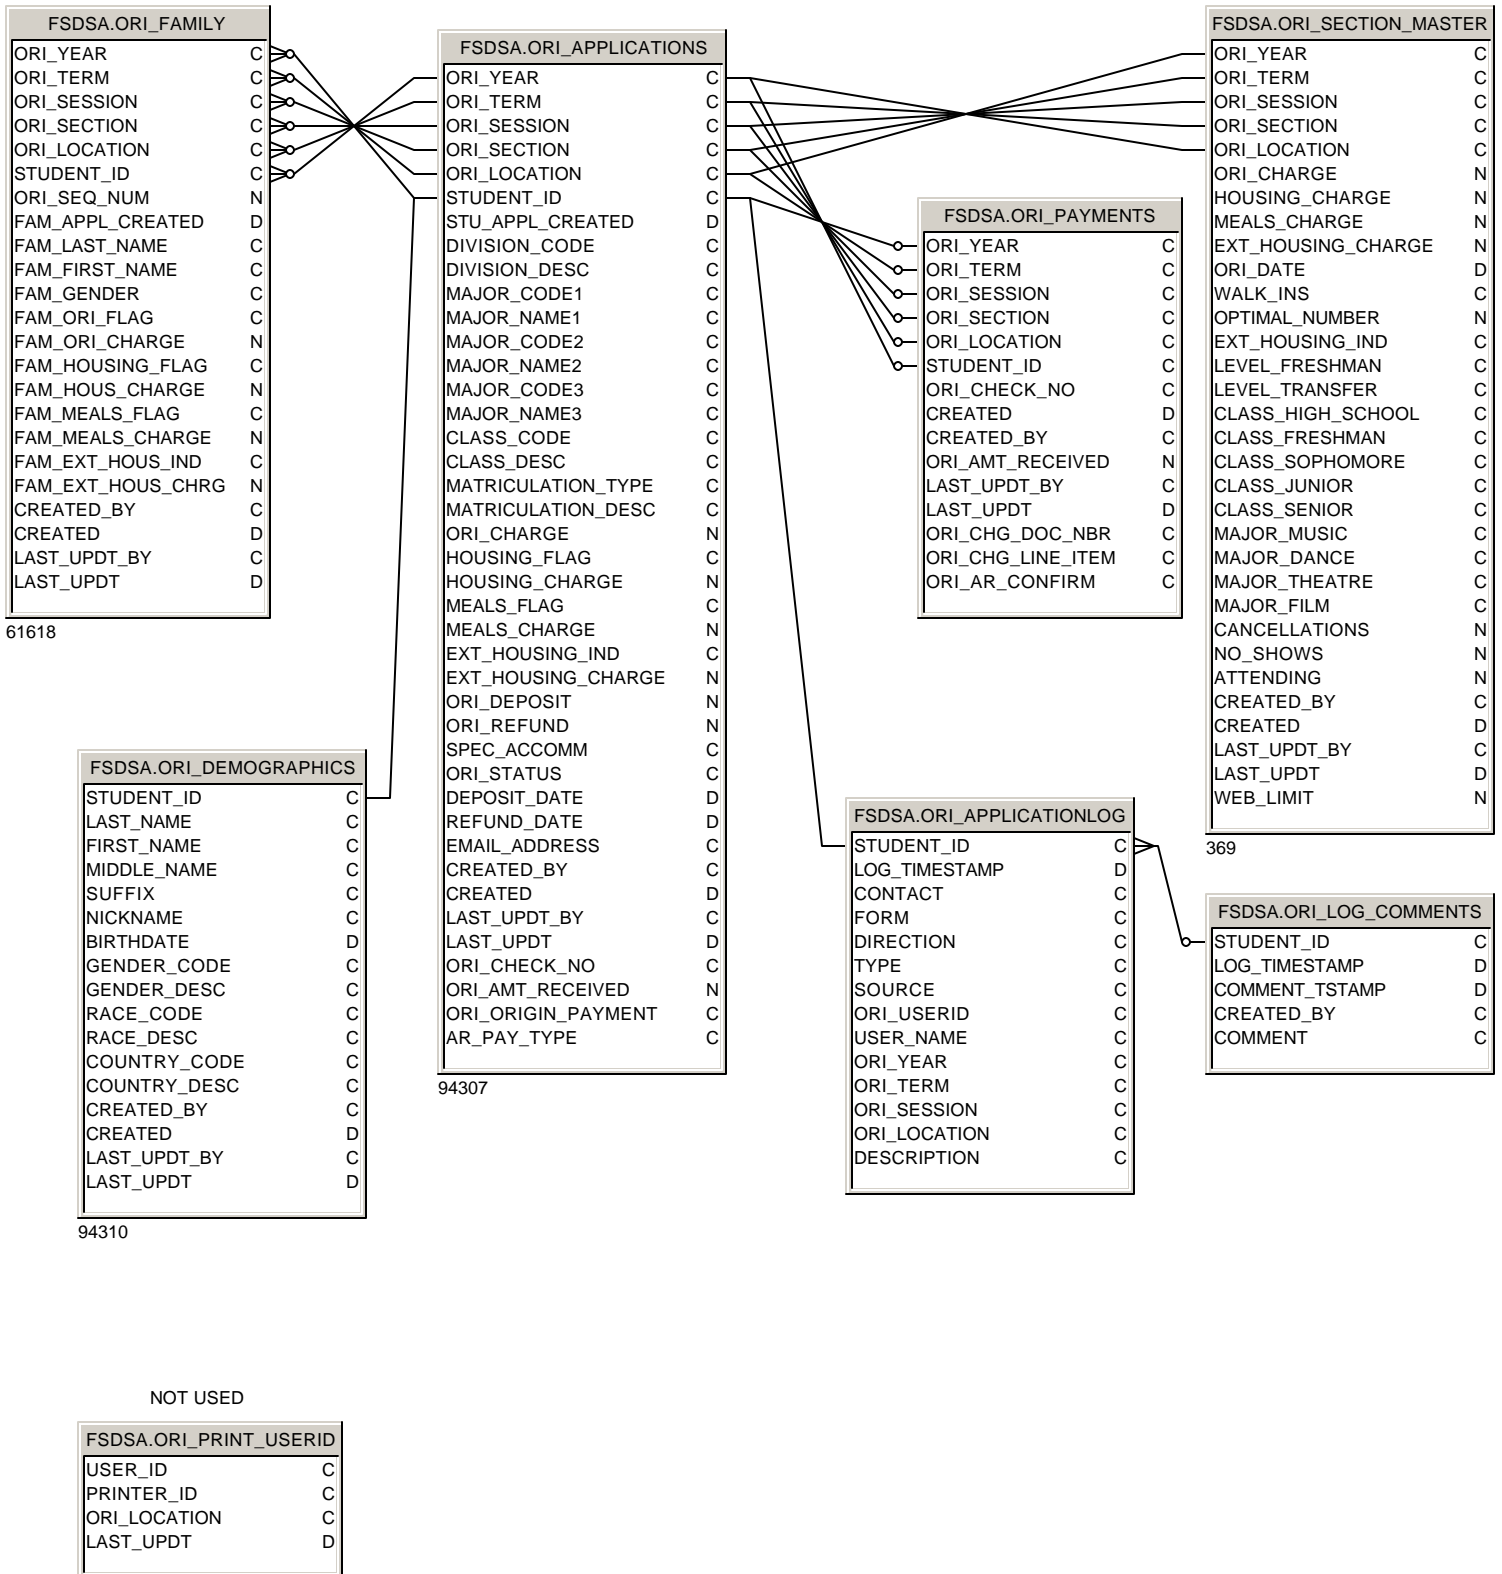 FSDSA.ORI_FAMILY
ORI_YEAR C
ORI_TERM C
ORI_SESSION C
ORI_SECTION C
ORI_LOCATION C
STUDENT_ID C
ORI_SEQ_NUM N
FAM_APPL_CREATED D
FAM_LAST_NAME C
FAM_FIRST_NAME C
FAM_GENDER C
FAM_ORI_FLAG C
FAM_ORI_CHARGE N
FAM_HOUSING_FLAG C
FAM_HOUS_CHARGE N
FAM_MEALS_FLAG C
FAM_MEALS_CHARGE N
FAM_EXT_HOUS_IND C
FAM_EXT_HOUS_CHRG N
CREATED_BY C
CREATED D
LAST_UPDT_BY C
LAST_UPDT D
61618
FSDSA.ORI_APPLICATIONS
ORI_YEAR C
ORI_TERM C
ORI_SESSION C
ORI_SECTION C
ORI_LOCATION C
STUDENT_ID C
STU_APPL_CREATED D
DIVISION_CODE C
DIVISION_DESC C
MAJOR_CODE1 C
MAJOR_NAME1 C
MAJOR_CODE2 C
MAJOR_NAME2 C
MAJOR_CODE3 C
MAJOR_NAME3 C
CLASS_CODE C
CLASS_DESC C
MATRICULATION_TYPE C
MATRICULATION_DESC C
ORI_CHARGE N
HOUSING_FLAG C
HOUSING_CHARGE N
MEALS_FLAG C
MEALS_CHARGE N
EXT_HOUSING_IND C
EXT_HOUSING_CHARGE N
ORI_DEPOSIT N
ORI_REFUND N
SPEC_ACCOMM C
ORI_STATUS C
DEPOSIT_DATE D
REFUND_DATE D
EMAIL_ADDRESS C
CREATED_BY C
CREATED D
LAST_UPDT_BY C
LAST_UPDT D
ORI_CHECK_NO C
ORI_AMT_RECEIVED N
ORI_ORIGIN_PAYMENT C
AR_PAY_TYPE C
94307
FSDSA.ORI_SECTION_MASTER
ORI_YEAR C
ORI_TERM C
ORI_SESSION C
ORI_SECTION C
ORI_LOCATION C
ORI_CHARGE N
HOUSING_CHARGE N
MEALS_CHARGE N
EXT_HOUSING_CHARGE N
ORI_DATE D
WALK_INS C
OPTIMAL_NUMBER N
EXT_HOUSING_IND C
LEVEL_FRESHMAN C
LEVEL_TRANSFER C
CLASS_HIGH_SCHOOL C
CLASS_FRESHMAN C
CLASS_SOPHOMORE C
CLASS_JUNIOR C
CLASS_SENIOR C
MAJOR_MUSIC C
MAJOR_DANCE C
MAJOR_THEATRE C
MAJOR_FILM C
CANCELLATIONS N
NO_SHOWS N
ATTENDING N
CREATED_BY C
CREATED D
LAST_UPDT_BY C
LAST_UPDT D
WEB_LIMIT N
369
FSDSA.ORI_PAYMENTS
ORI_YEAR C
ORI_TERM C
ORI_SESSION C
ORI_SECTION C
ORI_LOCATION C
STUDENT_ID C
ORI_CHECK_NO C
CREATED D
CREATED_BY C
ORI_AMT_RECEIVED N
LAST_UPDT_BY C
LAST_UPDT D
ORI_CHG_DOC_NBR C
ORI_CHG_LINE_ITEM C
ORI_AR_CONFIRM C
FSDSA.ORI_DEMOGRAPHICS
STUDENT_ID C
LAST_NAME C
FIRST_NAME C
MIDDLE_NAME C
SUFFIX C
NICKNAME C
BIRTHDATE D
GENDER_CODE C
GENDER_DESC C
RACE_CODE C
RACE_DESC C
COUNTRY_CODE C
COUNTRY_DESC C
CREATED_BY C
CREATED D
LAST_UPDT_BY C
LAST_UPDT D
94310
FSDSA.ORI_APPLICATIONLOG
STUDENT_ID C
LOG_TIMESTAMP D
CONTACT C
FORM C
DIRECTION C
TYPE C
SOURCE C
ORI_USERID C
USER_NAME C
ORI_YEAR C
ORI_TERM C
ORI_SESSION C
ORI_LOCATION C
DESCRIPTION C
FSDSA.ORI_LOG_COMMENTS
STUDENT_ID C
LOG_TIMESTAMP D
COMMENT_TSTAMP D
CREATED_BY C
COMMENT C
NOT USED
FSDSA.ORI_PRINT_USERID
USER_ID C
PRINTER_ID C
ORI_LOCATION C
LAST_UPDT D